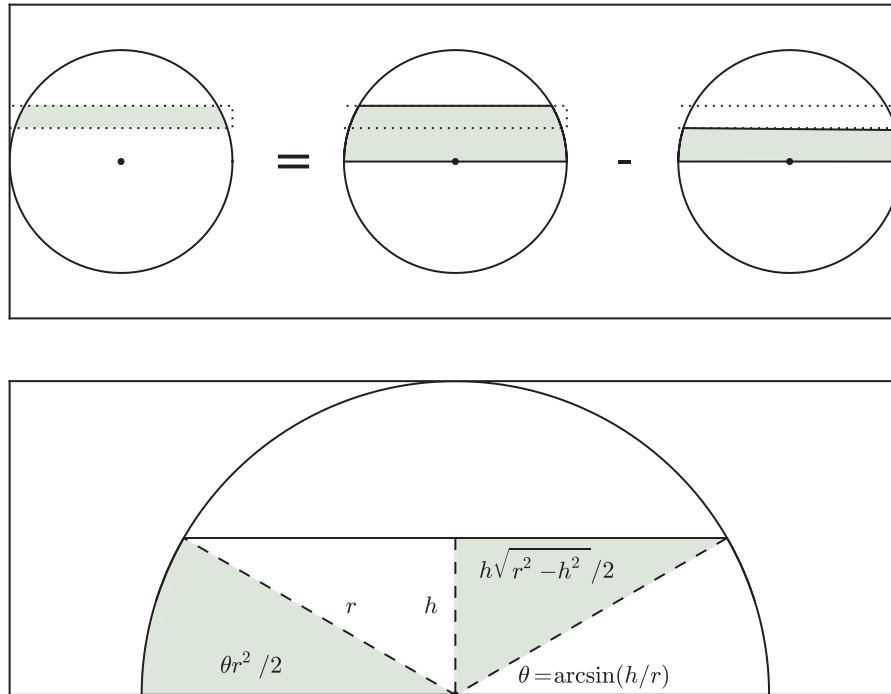 = -
h√(r² − h²) /2
r h
θr² /2
θ = arcsin(h/r)